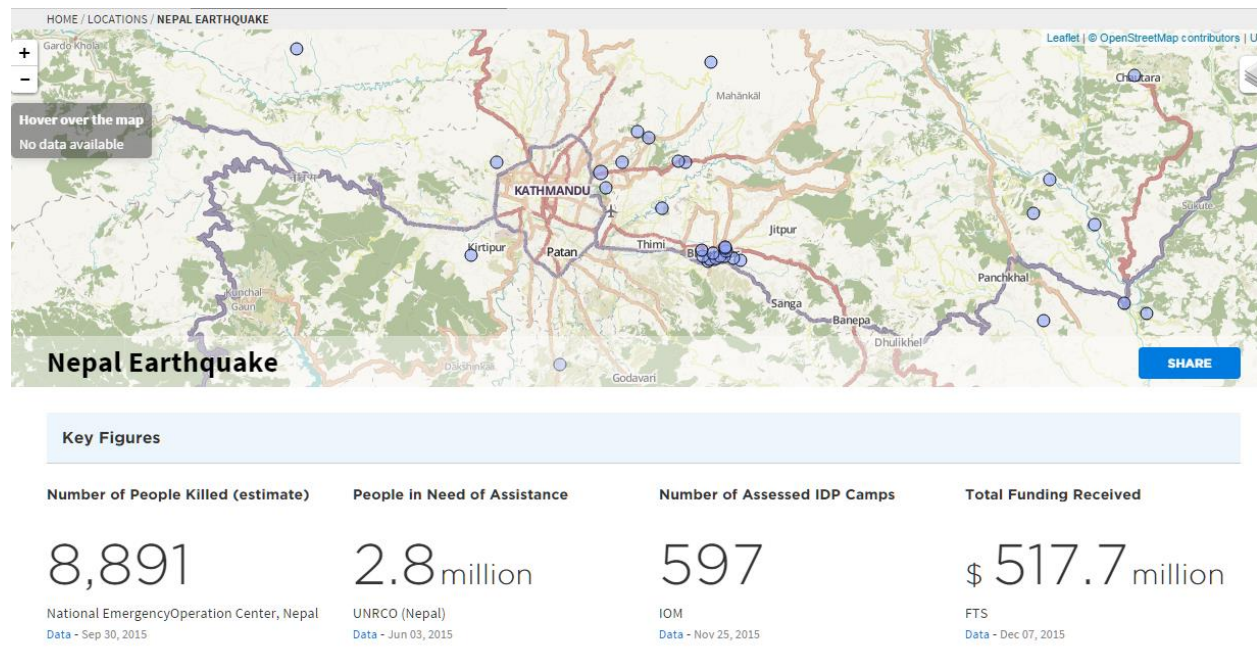 HOME / LOCATIONS / NEPAL EARTHQUAKE
+
Gardo Khola
Leaflet | © OpenStreetMap contributors | U
−
Chautara
Mahānkāl
Hover over the map
No data available
KATHMANDU
Sukute
Jitpur
Kirtipur
Patan
Thimi
Panchkhal
Gaun
Sanga
Banepa
Dhulikhel
Nepal Earthquake
SHARE
Godavari
Key Figures
Number of People Killed (estimate)
People in Need of Assistance
Number of Assessed IDP Camps
Total Funding Received
8,891
2.8 million
597
$ 517.7 million
National EmergencyOperation Center, Nepal
UNRCO (Nepal)
IOM
FTS
Data - Sep 30, 2015
Data - Jun 03, 2015
Data - Nov 25, 2015
Data - Dec 07, 2015